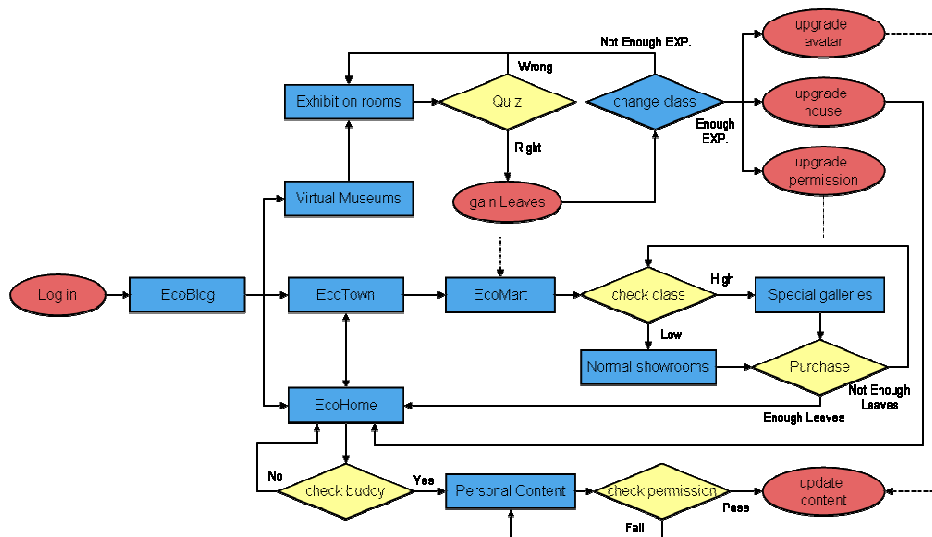 upgrade
avatar
Not Enough EXP.
Wrong
Exhibition rooms
Quiz
change class
upgrade
house
Enough
EXP.
Right
upgrade
permission
Virtual Museums
gain Leaves
Log in
EcoBlog
EcoTown
EcoMart
check class
High
Special galleries
Low
Normal showrooms
Purchase
Not Enough
Leaves
EcoHome
Enough Leaves
No
check buddy
Yes
Personal Content
check permission
Pass
update
content
Fail